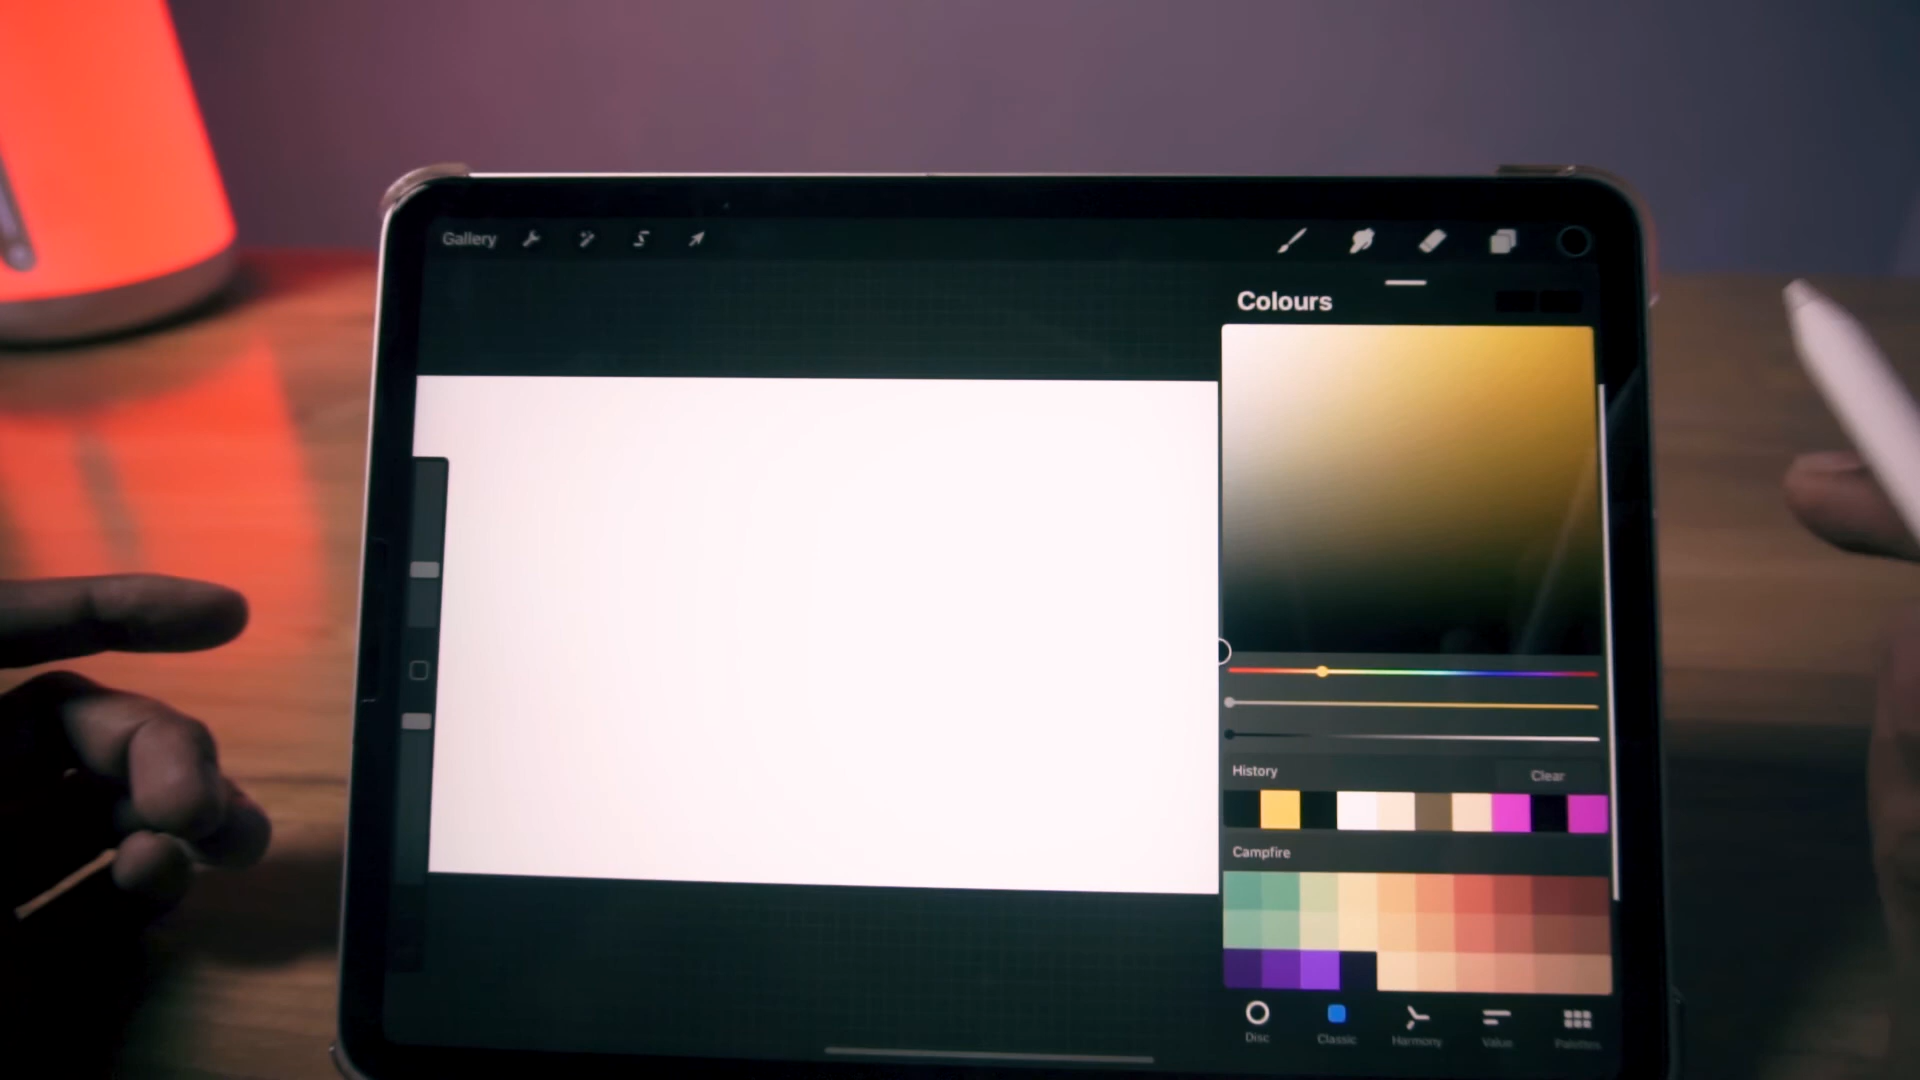 Gallery
Colours
History
Clear
Campfire
Disc
Classic
Harmony
Value
Palettes